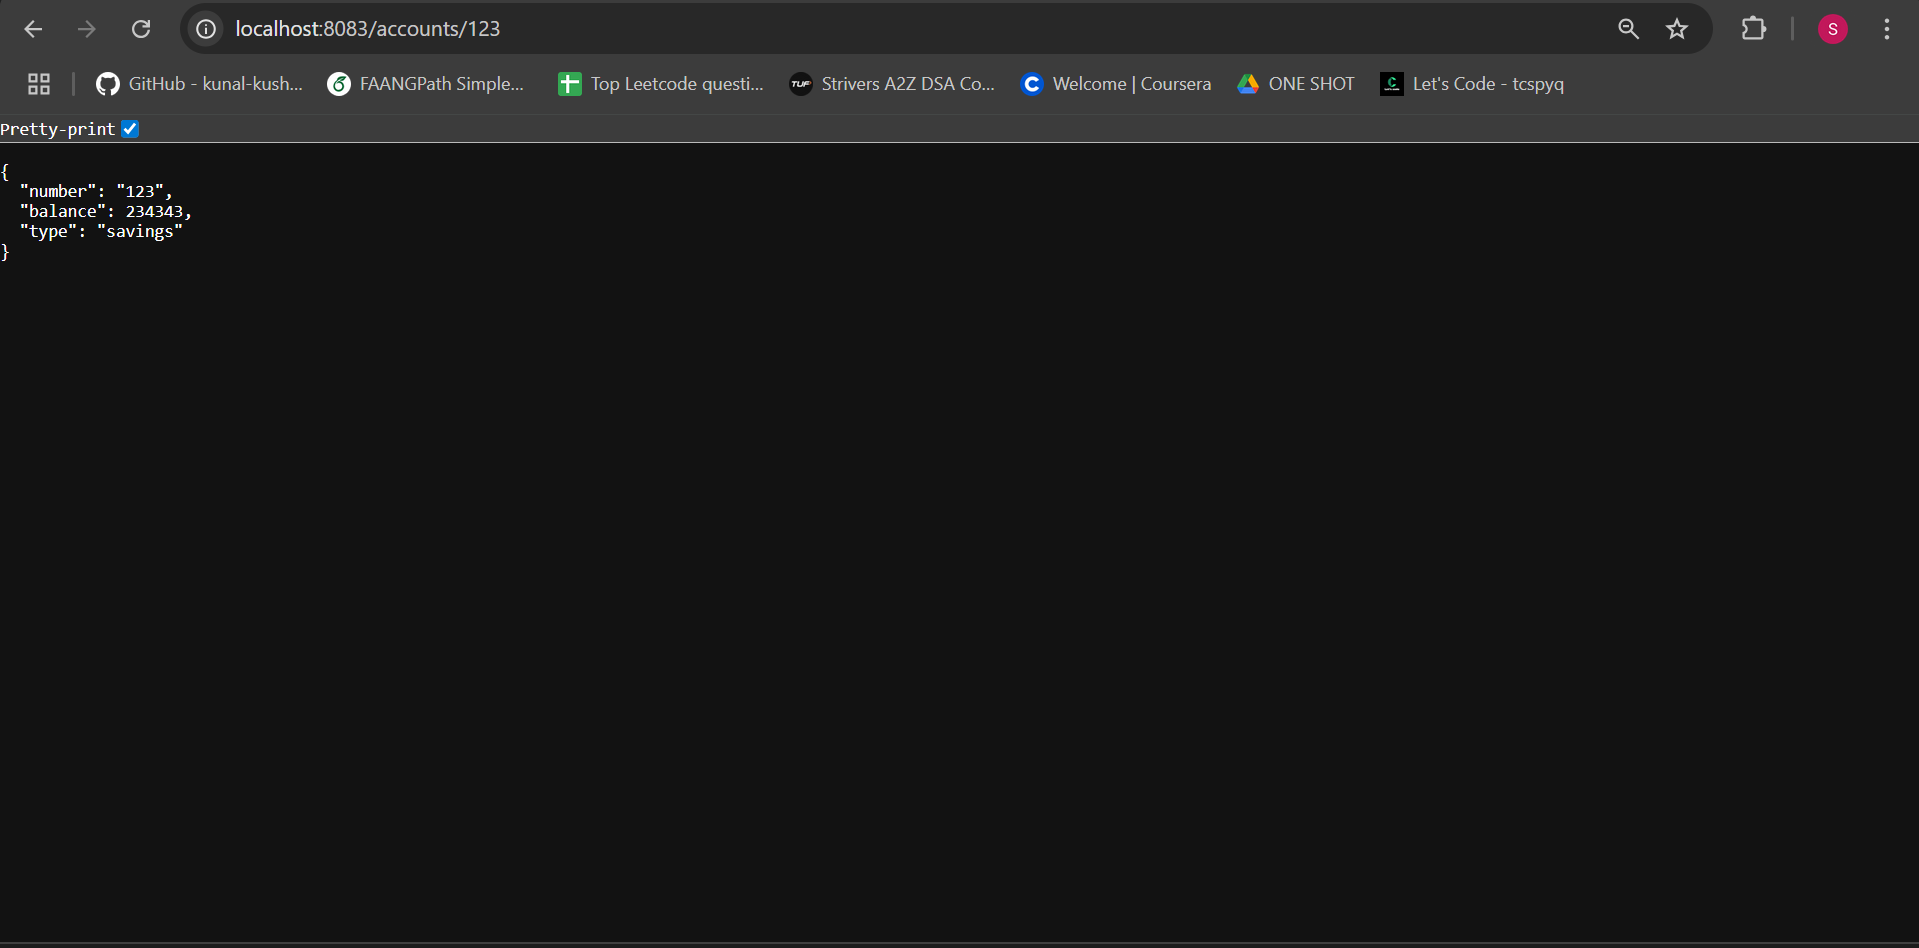 localhost:8083/accounts/123
S
GitHub - kunal-kush...
FAANGPath Simple...
Top Leetcode questi...
TUF
Strivers A2Z DSA Co...
Welcome | Coursera
ONE SHOT
Let's Code - tcspyq
Pretty-print
{
  "number": "123",
  "balance": 234343,
  "type": "savings"
}